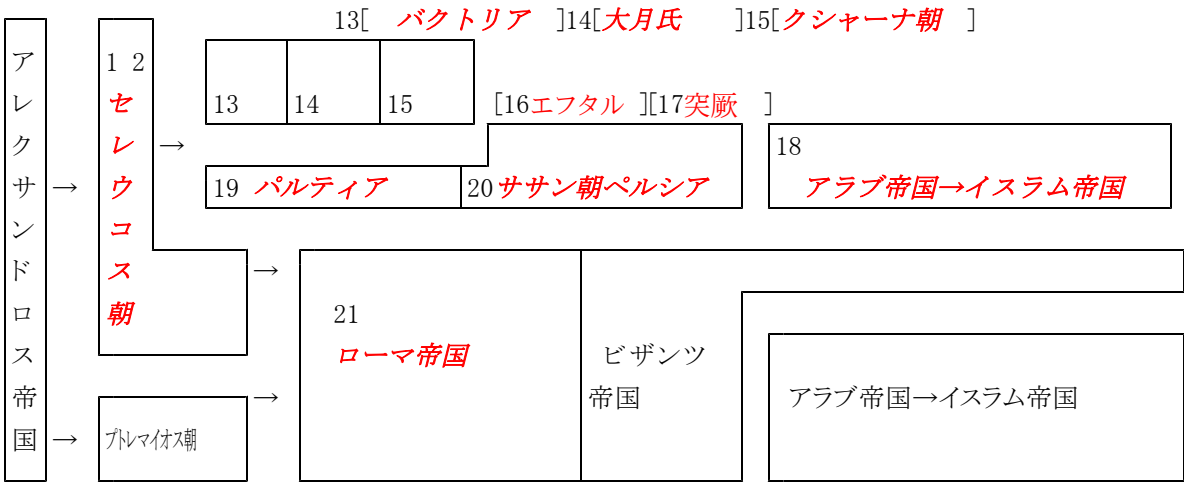 13[ バクトリア ]14[大月氏 ]15[クシャーナ朝 ]
アレクサンドロス帝国
→
→
12
セレウコス朝
→
13
14
15
[16エフタル ][17突厥 ]
18
アラブ帝国→イスラム帝国
19 パルティア
20ササン朝ペルシア
→
21
ローマ帝国
ビザンツ
帝国
→
プトレマイオス朝
アラブ帝国→イスラム帝国